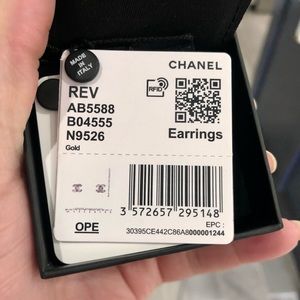 MADE IN
ITALY
RFID
CHANEL
REV
AB5588
B04555
N9526
Gold
Earrings
3 572657 295148
OPE
EPC :
30395CE442C86A8000001244